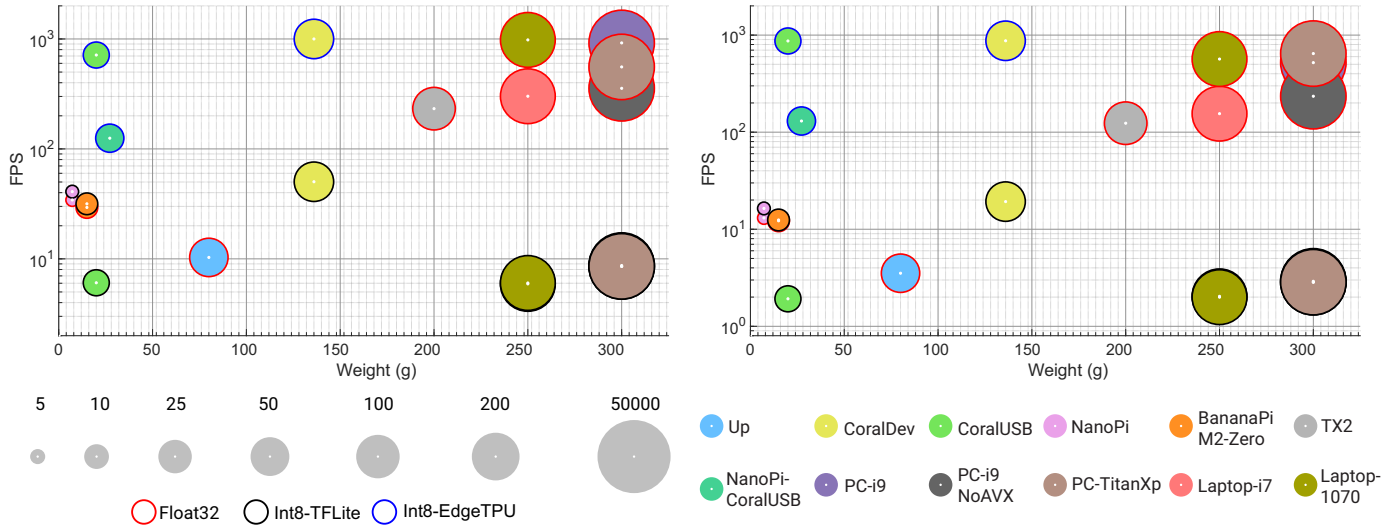 10³
10²
10¹
FPS
0 50 100 150 200 250 300
Weight (g)
10³
10²
10¹
10⁰
FPS
0 50 100 150 200 250 300
Weight (g)
5 10 25 50 100 200 50000
Float32 Int8-TFLite Int8-EdgeTPU
Up CoralDev CoralUSB NanoPi BananaPi
M2-Zero TX2
NanoPi-
CoralUSB PC-i9 PC-i9
NoAVX PC-TitanXp Laptop-i7 Laptop-
1070